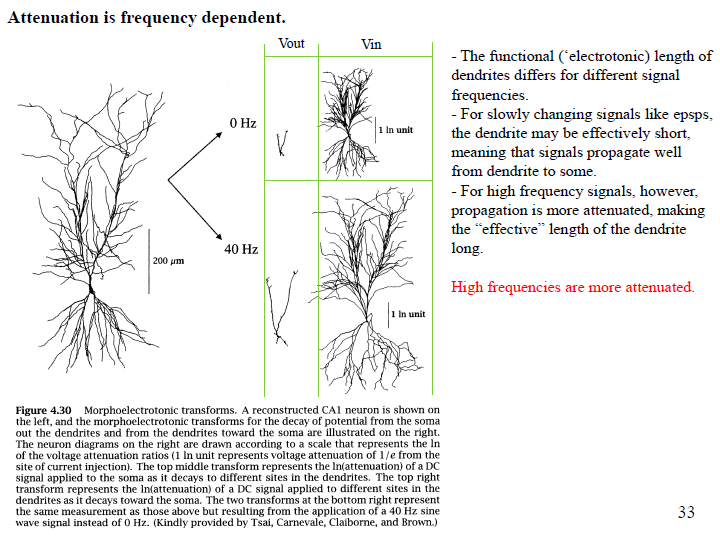 Attenuation is frequency dependent.
Vout
Vin
0 Hz
1 ln unit
40 Hz
200 μm
1 ln unit
- The functional (‘electrotonic) length of
dendrites differs for different signal
frequencies.
- For slowly changing signals like epsps,
the dendrite may be effectively short,
meaning that signals propagate well
from dendrite to some.
- For high frequency signals, however,
propagation is more attenuated, making
the “effective” length of the dendrite
long.
High frequencies are more attenuated.
Figure 4.30 Morphoelectrotonic transforms. A reconstructed CA1 neuron is shown on
the left, and the morphoelectrotonic transforms for the decay of potential from the soma
out the dendrites and from the dendrites toward the soma are illustrated on the right.
The neuron diagrams on the right are drawn according to a scale that represents the ln
of the voltage attenuation ratios (1 ln unit represents voltage attenuation of 1/e from the
site of current injection). The top middle transform represents the ln(attenuation) of a DC
signal applied to the soma as it decays to different sites in the dendrites. The top right
transform represents the ln(attenuation) of a DC signal applied to different sites in the
dendrites as it decays toward the soma. The two transforms at the bottom right represent
the same measurement as those above but resulting from the application of a 40 Hz sine
wave signal instead of 0 Hz. (Kindly provided by Tsai, Carnevale, Claiborne, and Brown.)
33